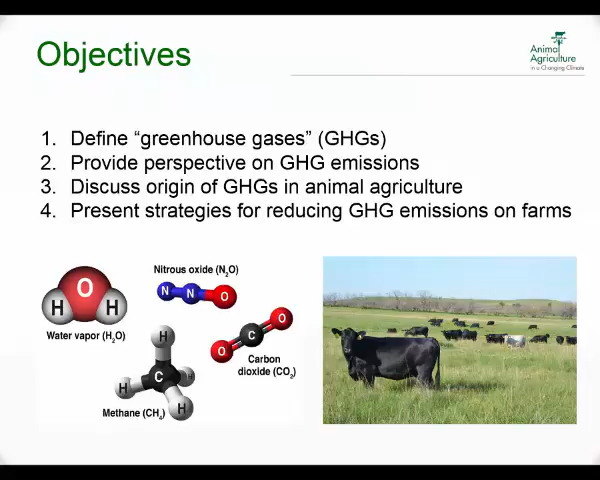 Objectives
Animal
Agriculture
in a Changing Climate
1. Define “greenhouse gases” (GHGs)
2. Provide perspective on GHG emissions
3. Discuss origin of GHGs in animal agriculture
4. Present strategies for reducing GHG emissions on farms
Nitrous oxide (N₂O)
N N O
O
H H
Water vapor (H₂O)
O
C
O
Carbon
dioxide (CO₂)
H
C
H
H
H
Methane (CH₄)